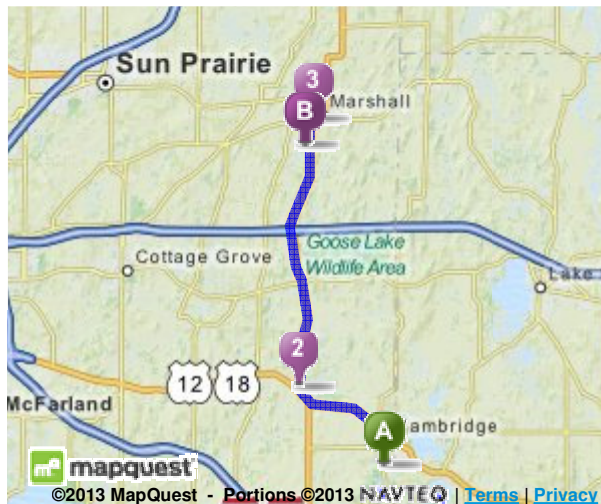 Sun Prairie
3
B
Marshall
Goose Lake
Wildlife Area
Cottage Grove
Lake
2
12 18
McFarland
A
ambridge
mapquest
©2013 MapQuest - Portions ©2013 NAVTEQ | Terms | Privacy